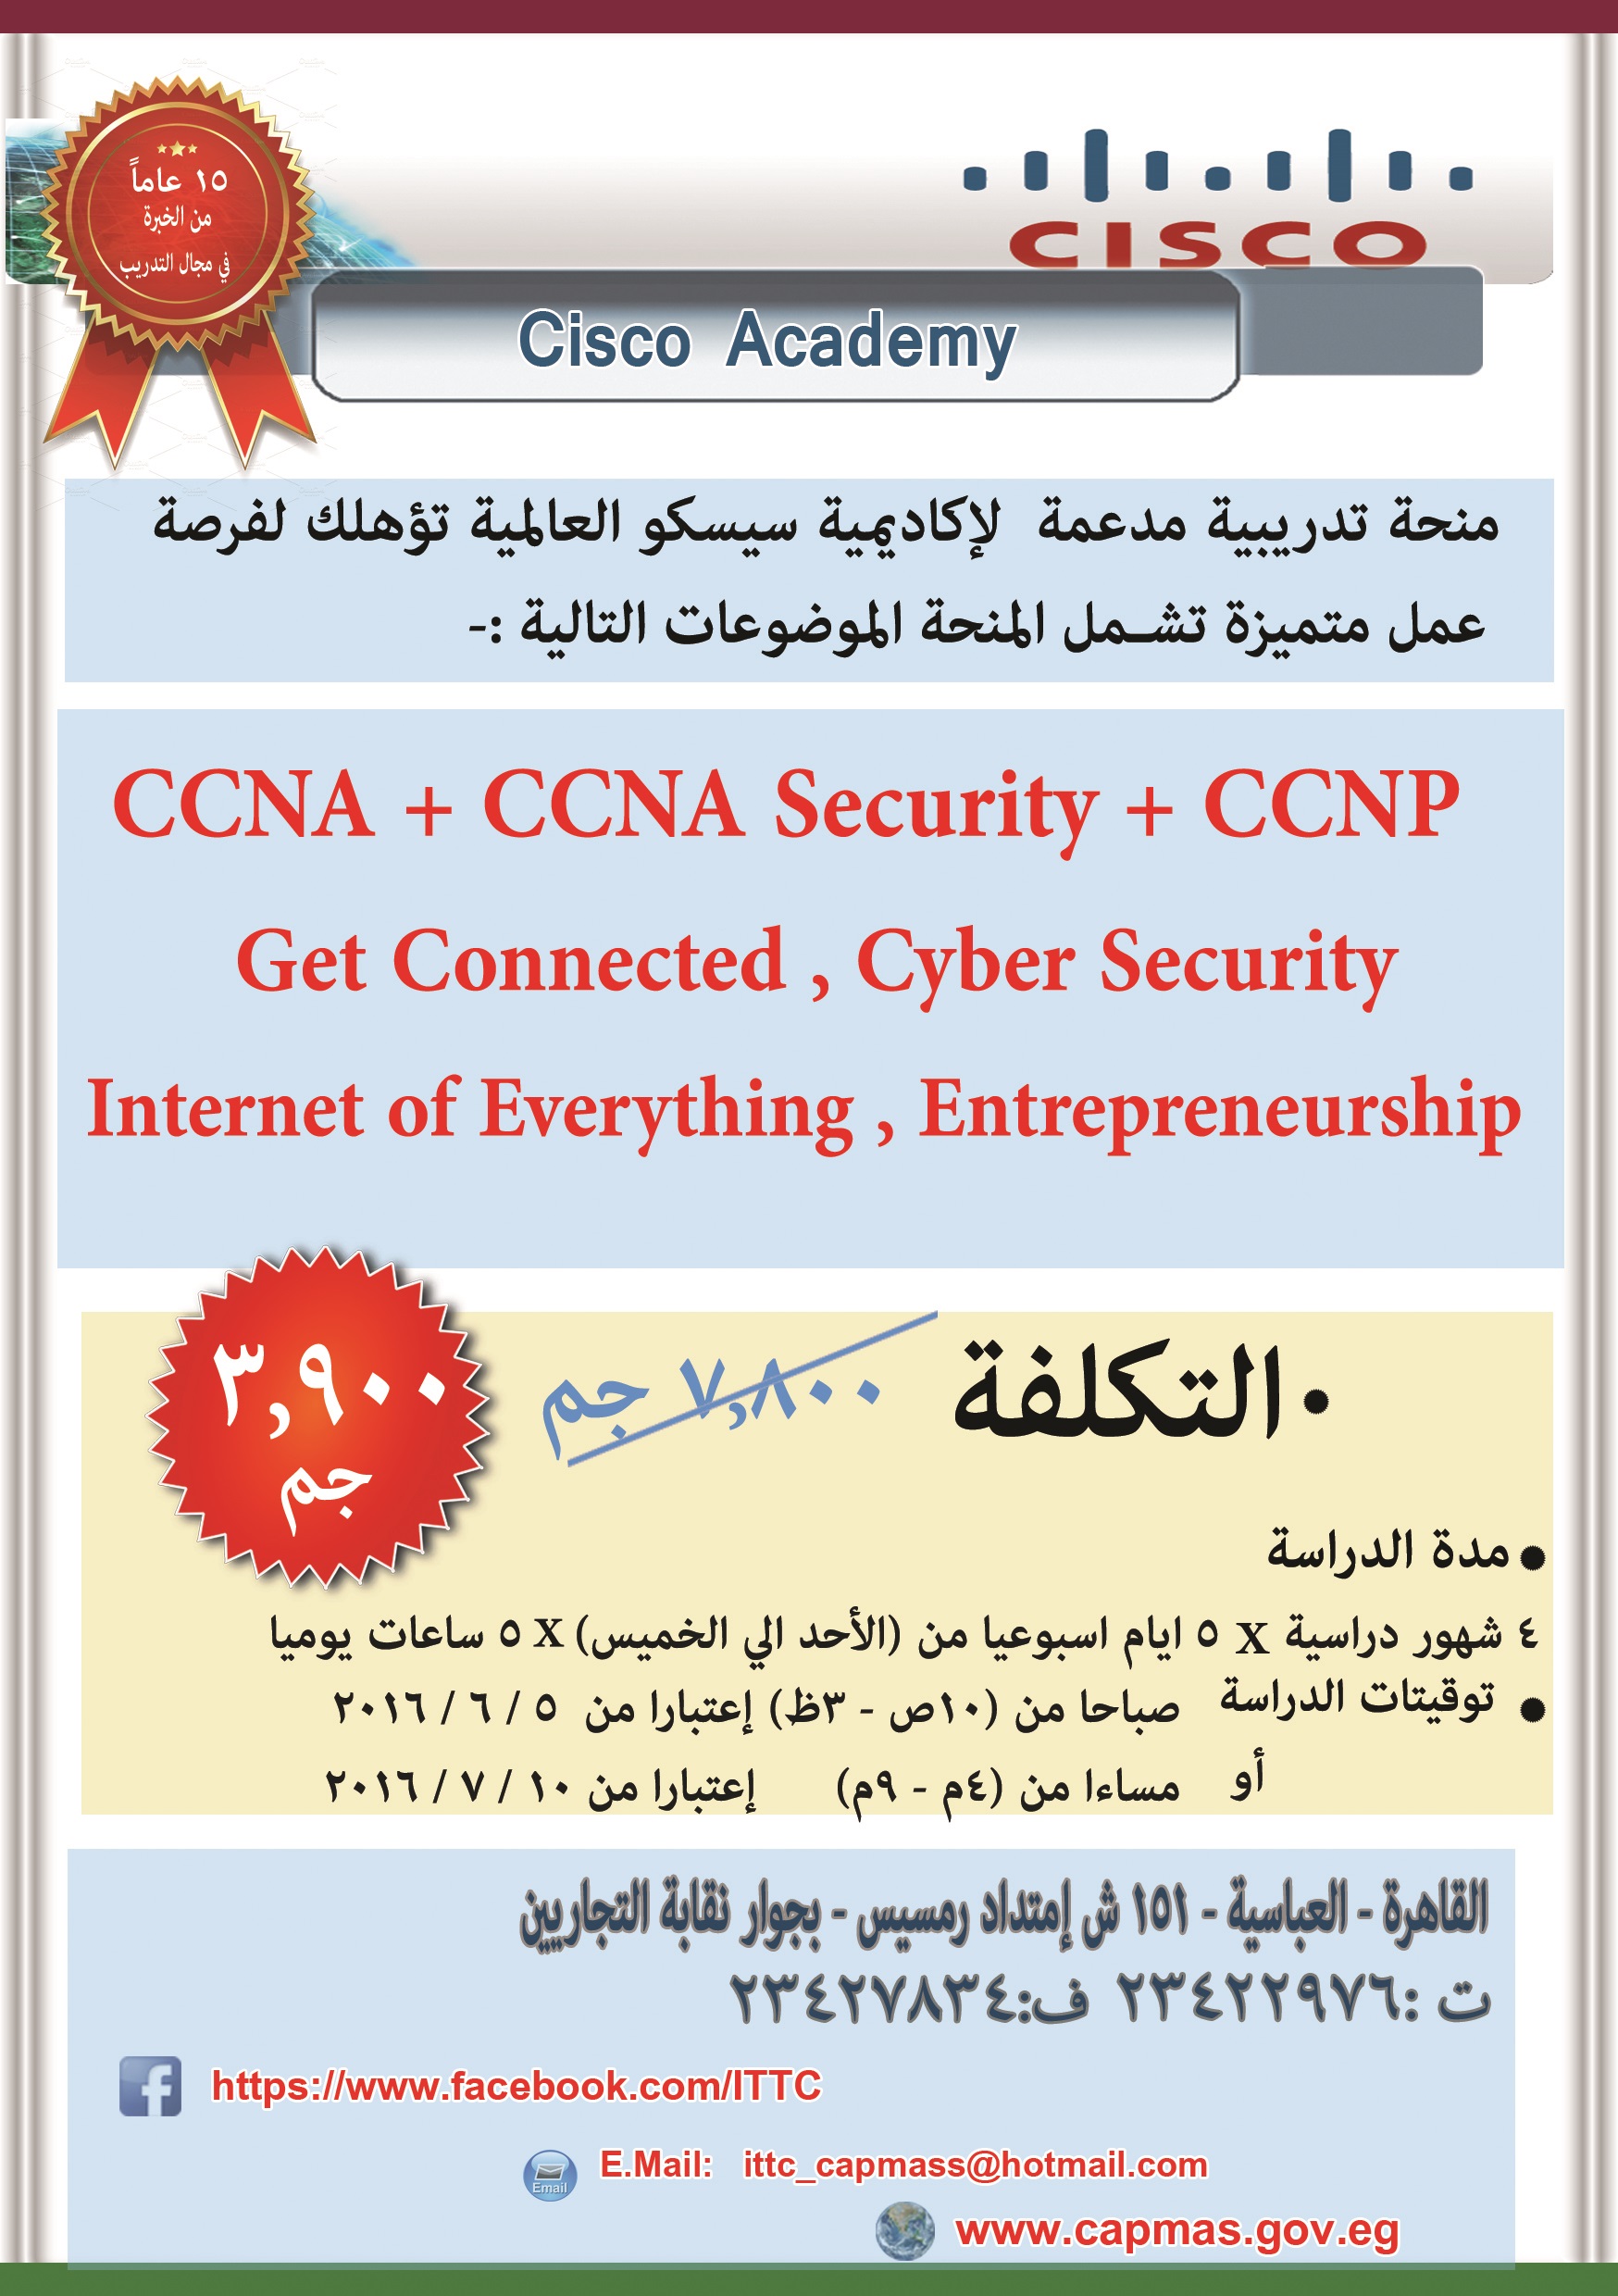 ١٥ عاماً
من الخبرة
في مجال التدريب
CISCO
Cisco Academy
منحة تدريبية مدعمة لإكاديمية سيسكو العالمية تؤهلك لفرصة
عمل متميزة تشـمل المنحة الموضوعات التالية :-
CCNA + CCNA Security + CCNP
Get Connected , Cyber Security
Internet of Everything , Entrepreneurship
• التكلفة ٧,٨٠٠ جم
٣,٩٠٠
جم
• مدة الدراسة
٤ شهور دراسية X ٥ ايام اسبوعيا من (الأحد الي الخميس) X ٥ ساعات يوميا
• توقيتات الدراسة صباحا من (١٠ص - ٣ظ) إعتبارا من ٥ / ٦ / ٢٠١٦
أو مساءا من (٤م - ٩م) إعتبارا من ١٠ / ٧ / ٢٠١٦
القاهرة - العباسية - ١٥١ ش إمتداد رمسيس - بجوار نقابة التجاريين
ت :٢٣٤٢٢٩٧٦ ف:٢٣٤٢٧٨٣٤
https://www.facebook.com/ITTC
Email E.Mail: ittc_capmass@hotmail.com
www.capmas.gov.eg